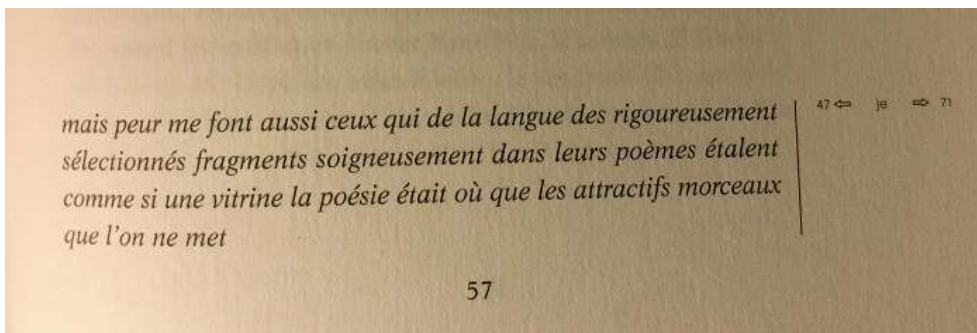 mais peur me font aussi ceux qui de la langue des rigoureusement
sélectionnés fragments soigneusement dans leurs poèmes étalent
comme si une vitrine la poésie était où que les attractifs morceaux
que l'on ne met
47 ⇦ je ⇨ 71
57